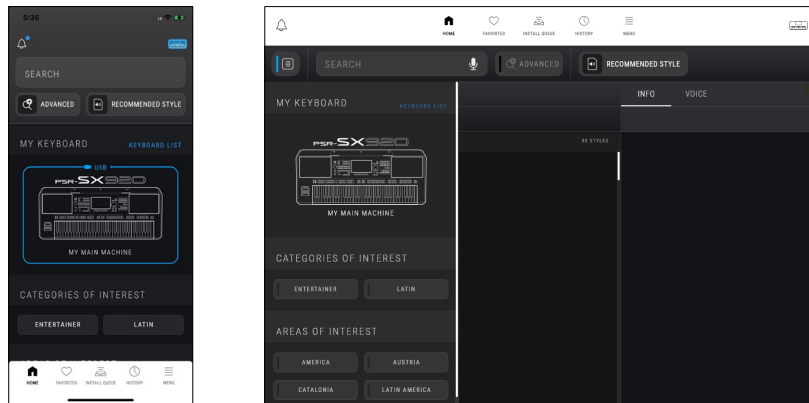 5:35
SEARCH
ADVANCED
RECOMMENDED STYLE
MY KEYBOARD
KEYBOARD LIST
USB
PSR-SX920
MY MAIN MACHINE
CATEGORIES OF INTEREST
ENTERTAINER
LATIN
HOME
FAVORITES
INSTALL QUEUE
HISTORY
MENU
HOME
FAVORITES
INSTALL QUEUE
HISTORY
MENU
SEARCH
ADVANCED
RECOMMENDED STYLE
MY KEYBOARD
KEYBOARD LIST
PSR-SX920
MY MAIN MACHINE
CATEGORIES OF INTEREST
ENTERTAINER
LATIN
AREAS OF INTEREST
AMERICA
AUSTRIA
CATALONIA
LATIN AMERICA
INFO
VOICE